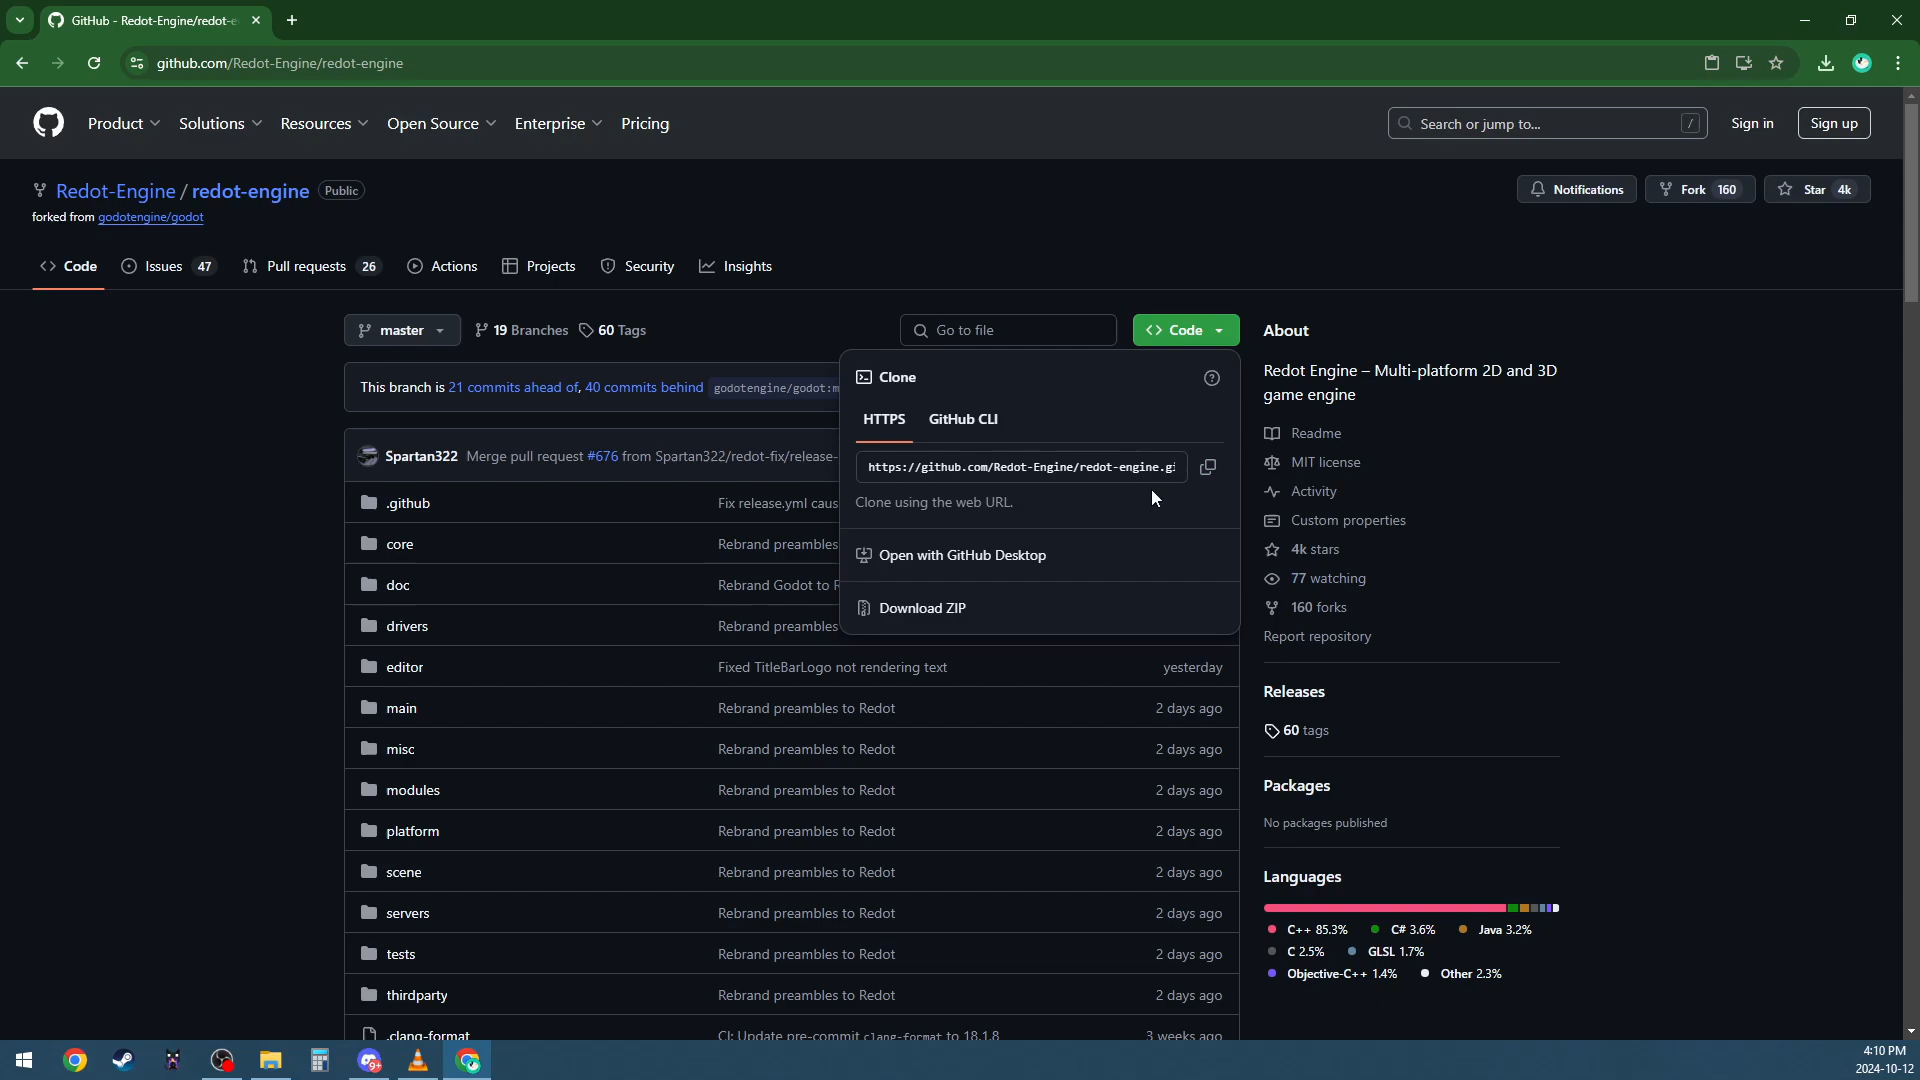 GitHub - Redot-Engine/redot-e
github.com/Redot-Engine/redot-engine
Product Solutions Resources Open Source Enterprise Pricing
Search or jump to... / Sign in Sign up
Redot-Engine / redot-engine Public
forked from godotengine/godot
Notifications Fork 160 Star 4k
Code Issues 47 Pull requests 26 Actions Projects Security Insights
master 19 Branches 60 Tags Go to file Code
This branch is 21 commits ahead of, 40 commits behind godotengine/godot:m
Clone
HTTPS GitHub CLI
https://github.com/Redot-Engine/redot-engine.gi
Clone using the web URL.
Open with GitHub Desktop
Download ZIP
Spartan322 Merge pull request #676 from Spartan322/redot-fix/release-
.github Fix release.yml caus
core Rebrand preambles
doc Rebrand Godot to R
drivers Rebrand preambles
editor Fixed TitleBarLogo not rendering text yesterday
main Rebrand preambles to Redot 2 days ago
misc Rebrand preambles to Redot 2 days ago
modules Rebrand preambles to Redot 2 days ago
platform Rebrand preambles to Redot 2 days ago
scene Rebrand preambles to Redot 2 days ago
servers Rebrand preambles to Redot 2 days ago
tests Rebrand preambles to Redot 2 days ago
thirdparty Rebrand preambles to Redot 2 days ago
.clang-format CI: Update pre-commit clang-format to 18.1.8 3 weeks ago
About
Redot Engine – Multi-platform 2D and 3D
game engine
Readme
MIT license
Activity
Custom properties
4k stars
77 watching
160 forks
Report repository
Releases
60 tags
Packages
No packages published
Languages
C++ 85.3% C# 3.6% Java 3.2%
C 2.5% GLSL 1.7%
Objective-C++ 1.4% Other 2.3%
9+
4:10 PM
2024-10-12